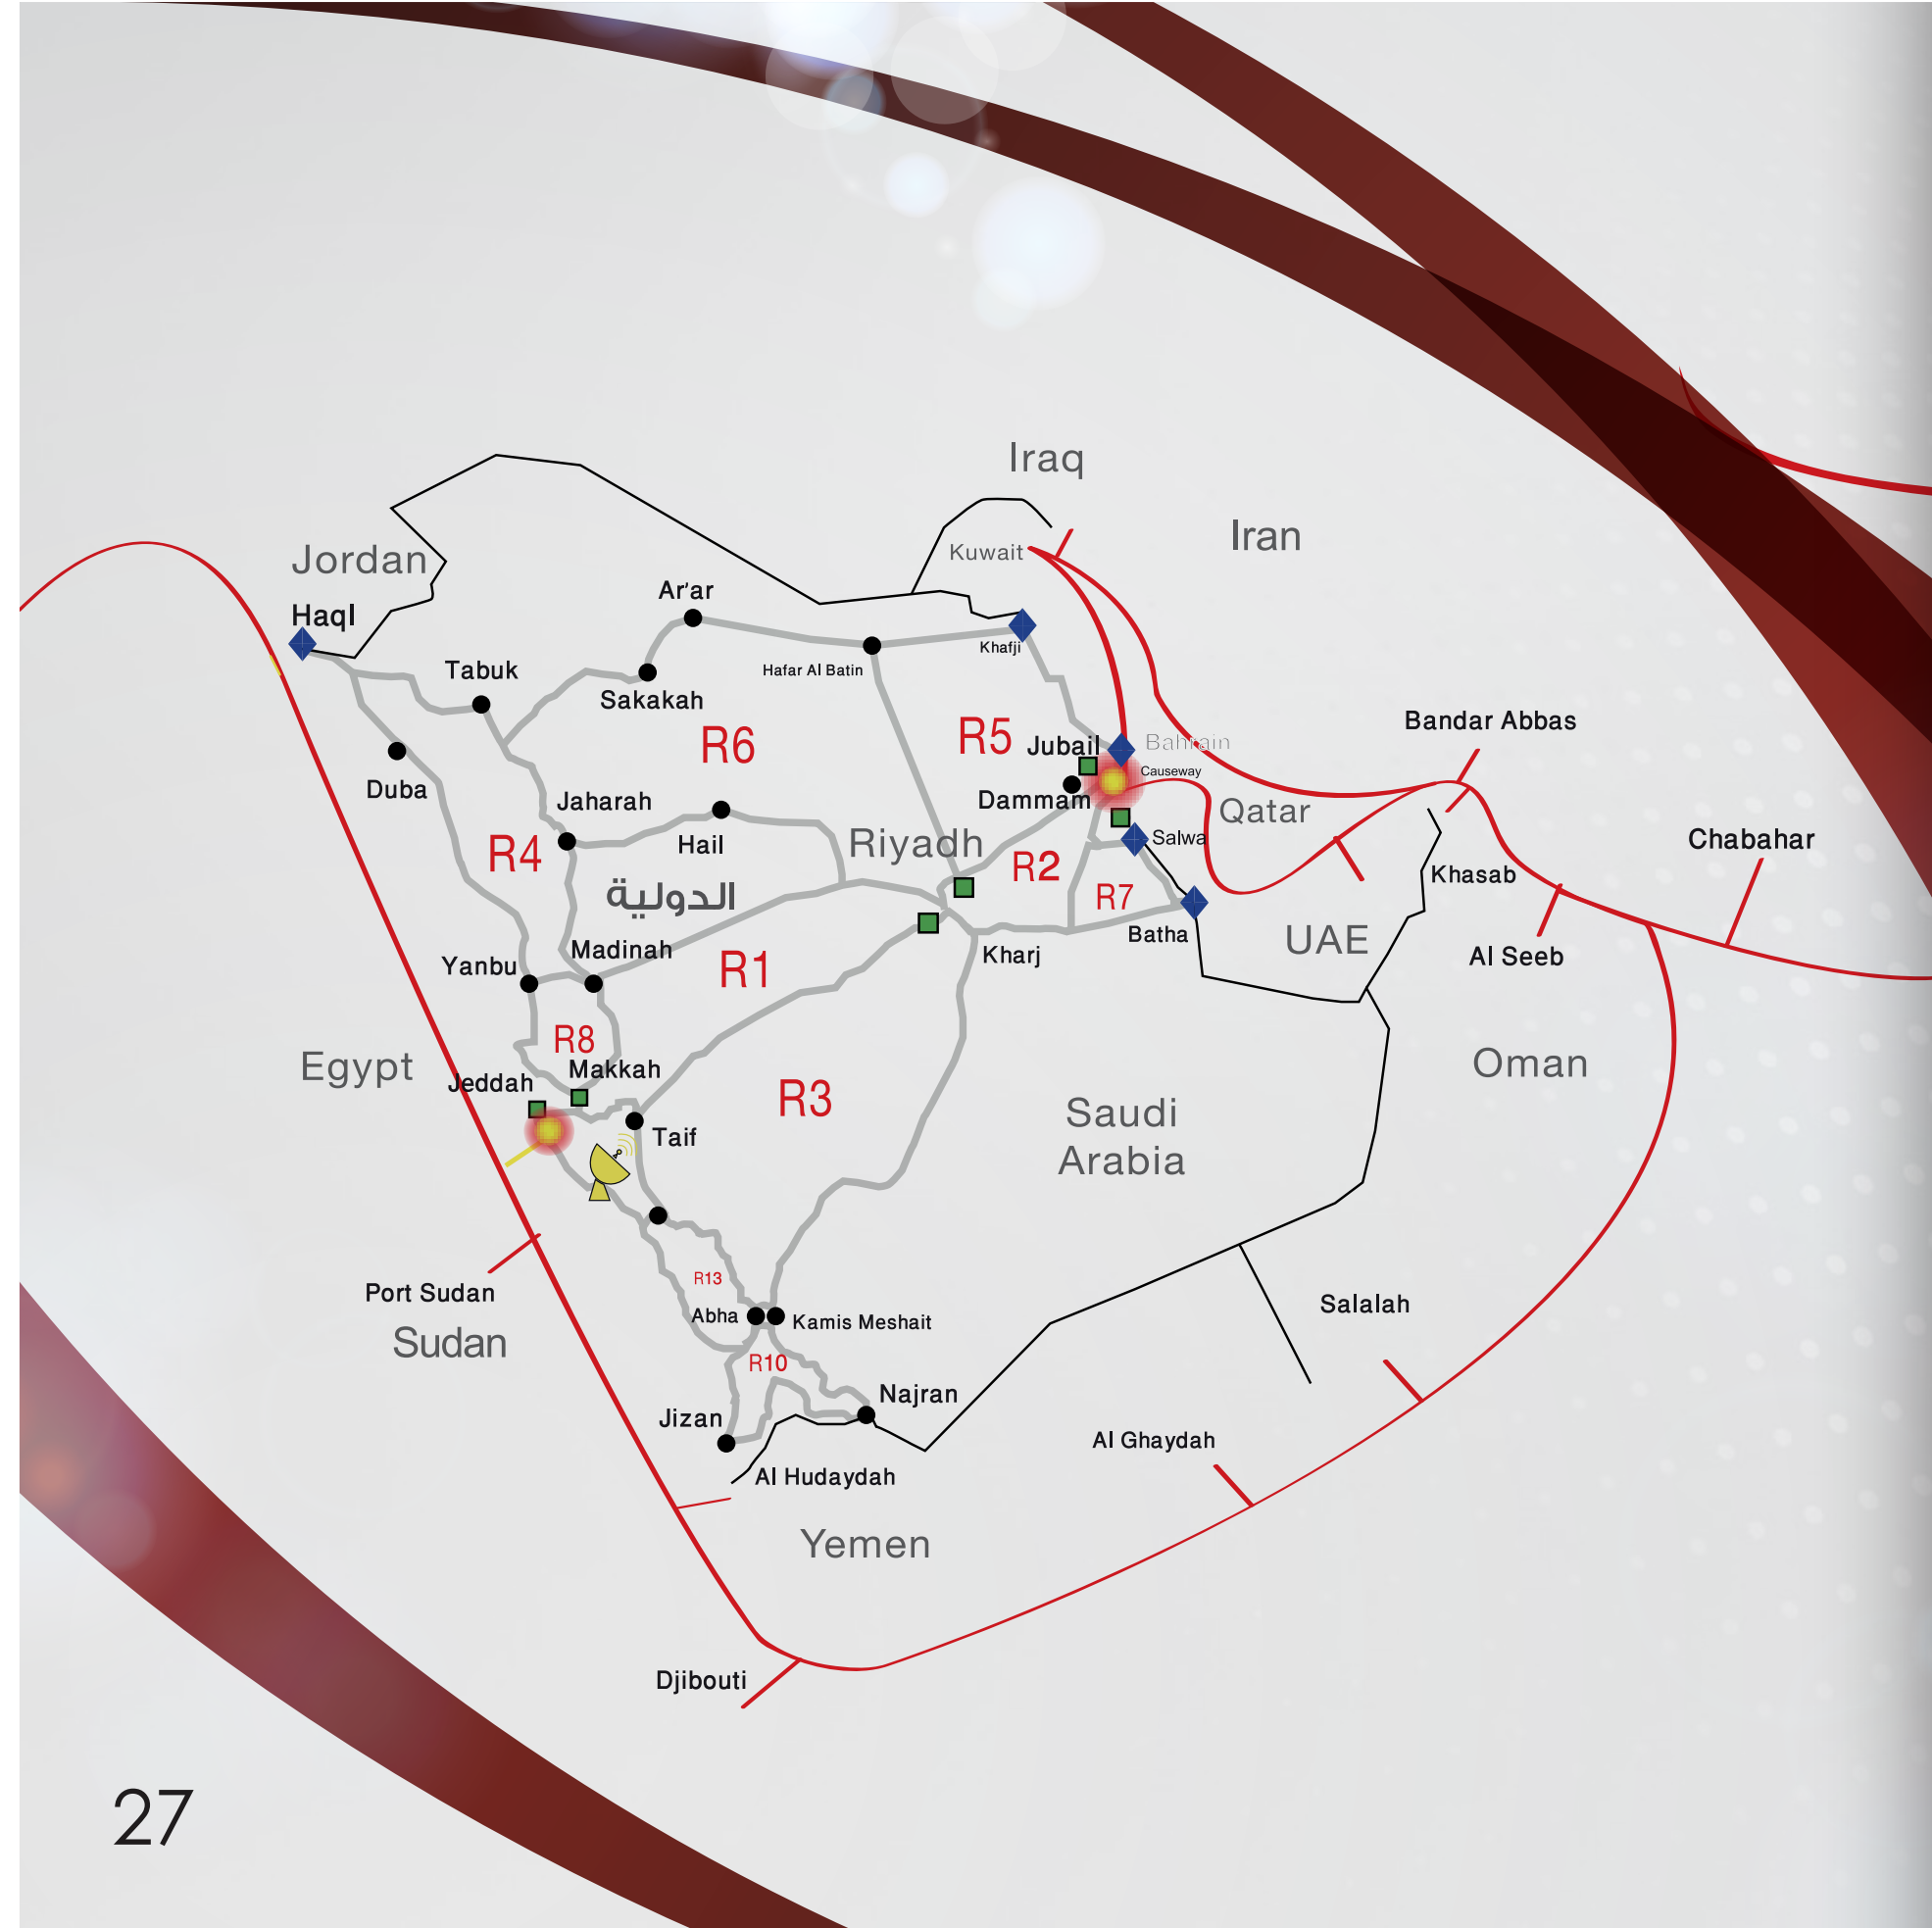 Iraq
Iran
Kuwait
Jordan
Haql
Ar'ar
Khafji
Hafar Al Batin
Tabuk
Sakakah
R6
R5
Jubail
Bahrain
Bandar Abbas
Causeway
Duba
Jaharah
Dammam
Qatar
Hail
Riyadh
Salwa
Chabahar
R4
R2
Khasab
الدولية
R7
Batha
UAE
Madinah
Yanbu
R1
Kharj
Al Seeb
R8
Egypt
Makkah
Jeddah
R3
Oman
Saudi
Arabia
Taif
R13
Port Sudan
Salalah
Abha
Kamis Meshait
Sudan
R10
Najran
Jizan
Al Ghaydah
Al Hudaydah
Yemen
Djibouti
27